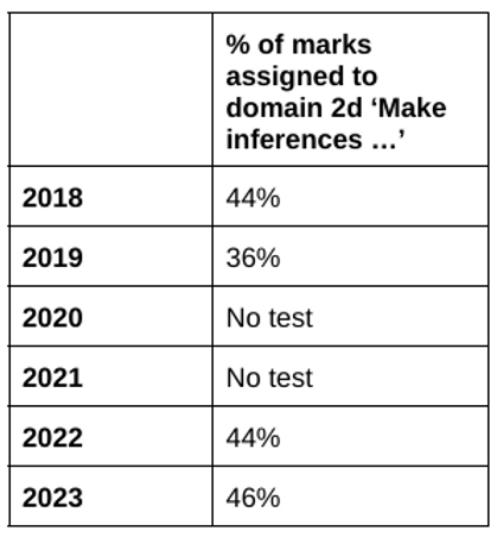 % of marks
assigned to
domain 2d ‘Make
inferences …’
2018 44%
2019 36%
2020 No test
2021 No test
2022 44%
2023 46%